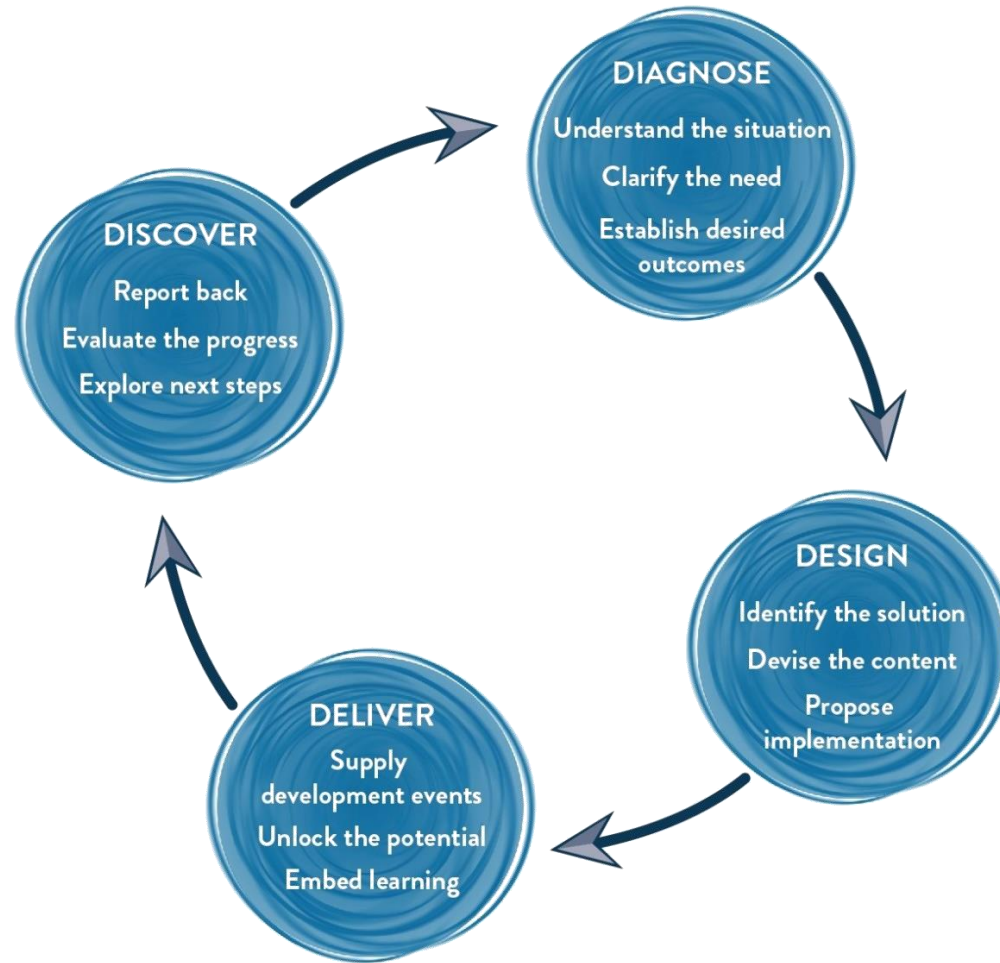 DIAGNOSE
Understand the situation
Clarify the need
Establish desired
outcomes
DISCOVER
Report back
Evaluate the progress
Explore next steps
DESIGN
Identify the solution
Devise the content
Propose
implementation
DELIVER
Supply
development events
Unlock the potential
Embed learning